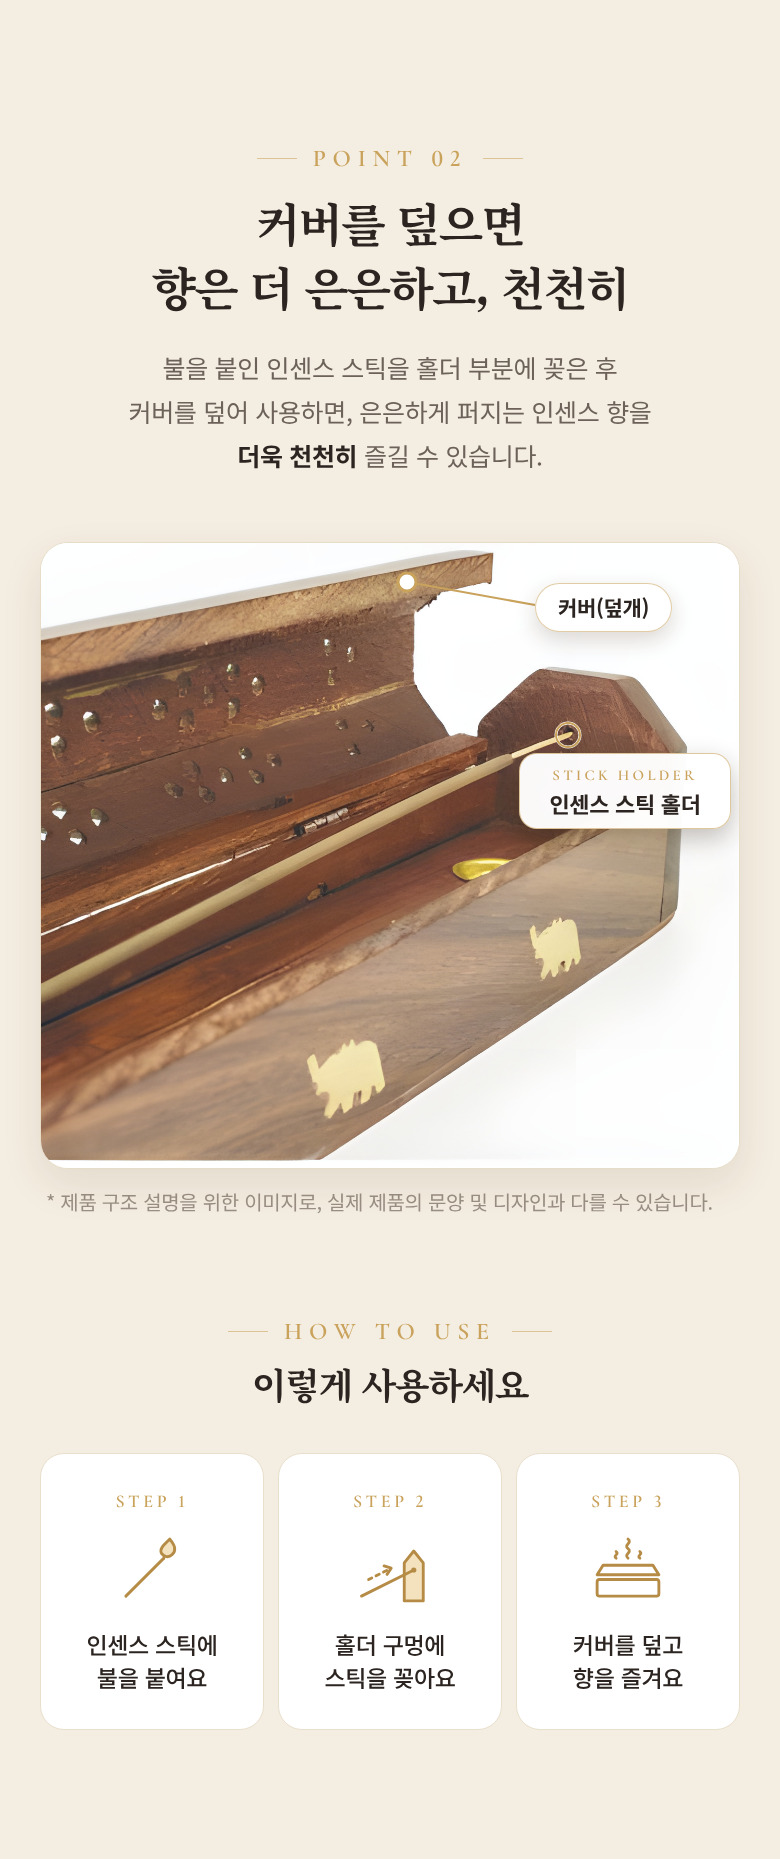 POINT 02
커버를 덮으면
향은 더 은은하고, 천천히
불을 붙인 인센스 스틱을 홀더 부분에 꽂은 후
커버를 덮어 사용하면, 은은하게 퍼지는 인센스 향을
더욱 천천히 즐길 수 있습니다.
커버(덮개)
STICK HOLDER
인센스 스틱 홀더
* 제품 구조 설명을 위한 이미지로, 실제 제품의 문양 및 디자인과 다를 수 있습니다.
HOW TO USE
이렇게 사용하세요
STEP 1
인센스 스틱에
불을 붙여요
STEP 2
홀더 구멍에
스틱을 꽂아요
STEP 3
커버를 덮고
향을 즐겨요